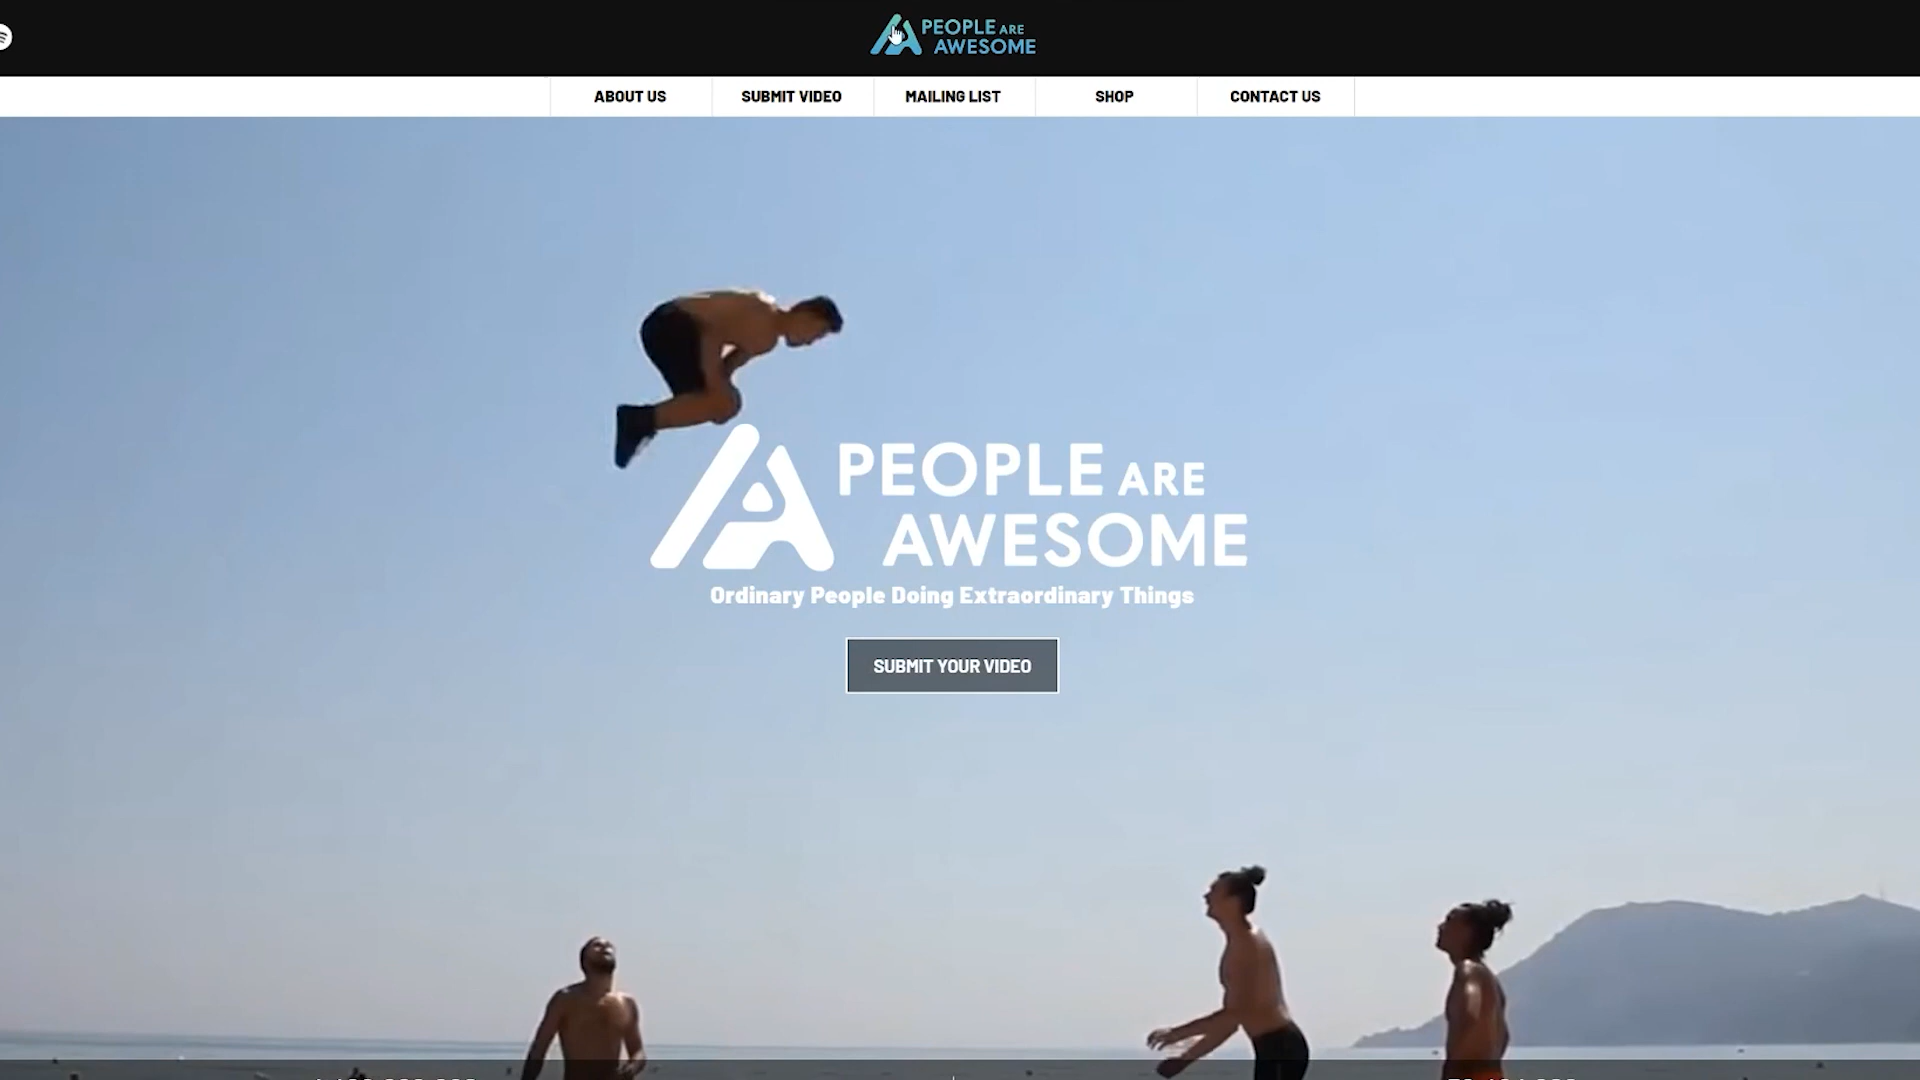 PEOPLE ARE
AWESOME
ABOUT US
SUBMIT VIDEO
MAILING LIST
SHOP
CONTACT US
PEOPLE ARE
AWESOME
Ordinary People Doing Extraordinary Things
SUBMIT YOUR VIDEO